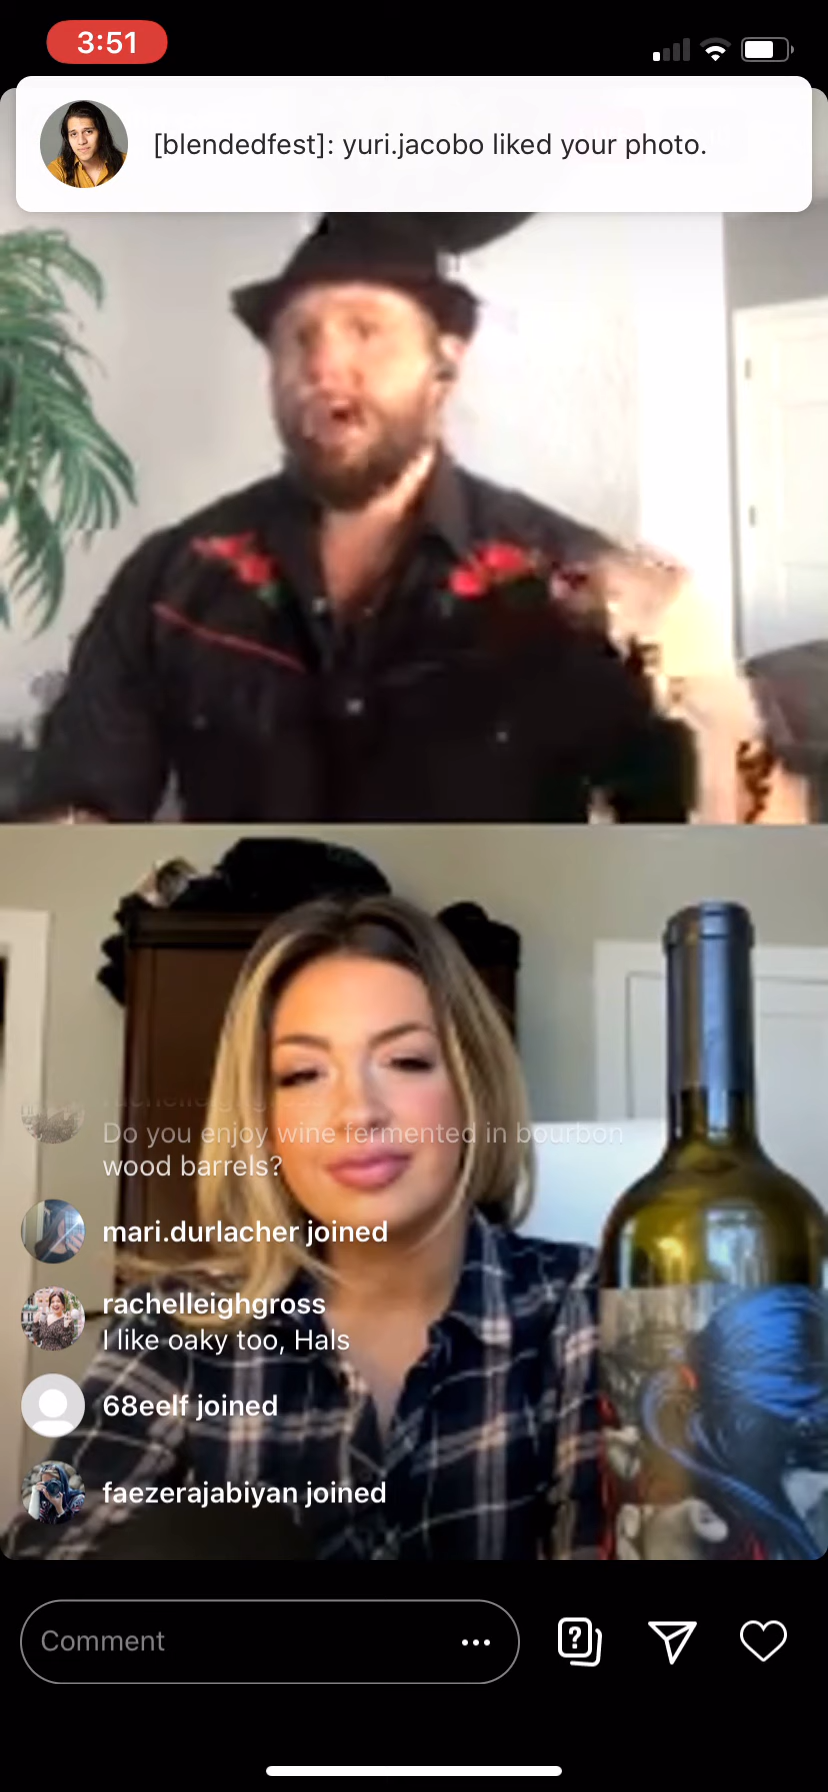 3:51
[blendedfest]: yuri.jacobo liked your photo.
Do you enjoy wine fermented in bourbon
wood barrels?
mari.durlacher joined
rachelleighgross
I like oaky too, Hals
68eelf joined
faezerajabiyan joined
Comment